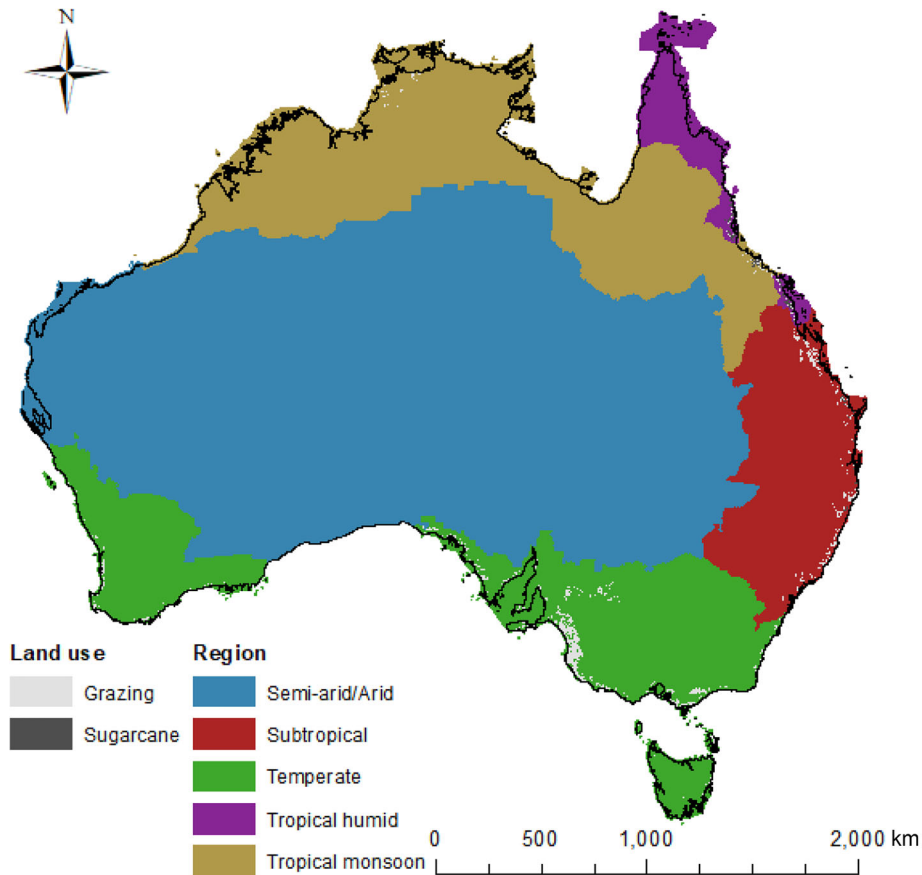 N
Land use
Grazing
Sugarcane
Region
Semi-arid/Arid
Subtropical
Temperate
Tropical humid
Tropical monsoon
0 500 1,000 2,000 km